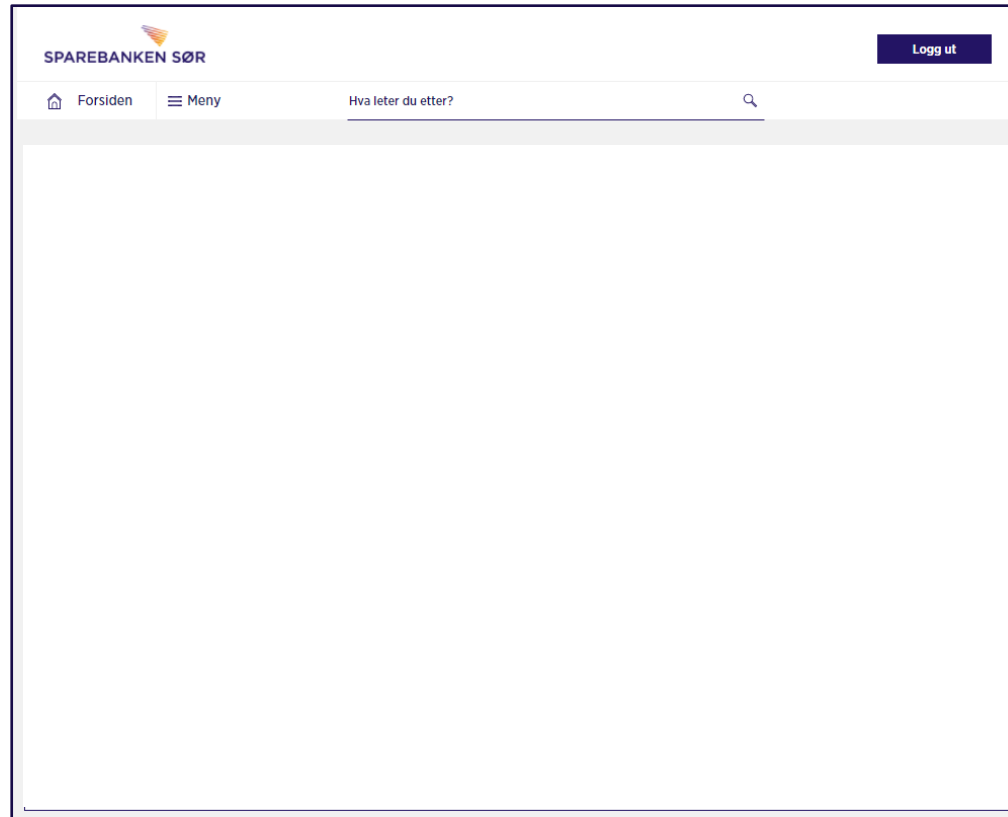 SPAREBANKEN SØR
Logg ut
Forsiden
Meny
Hva leter du etter?